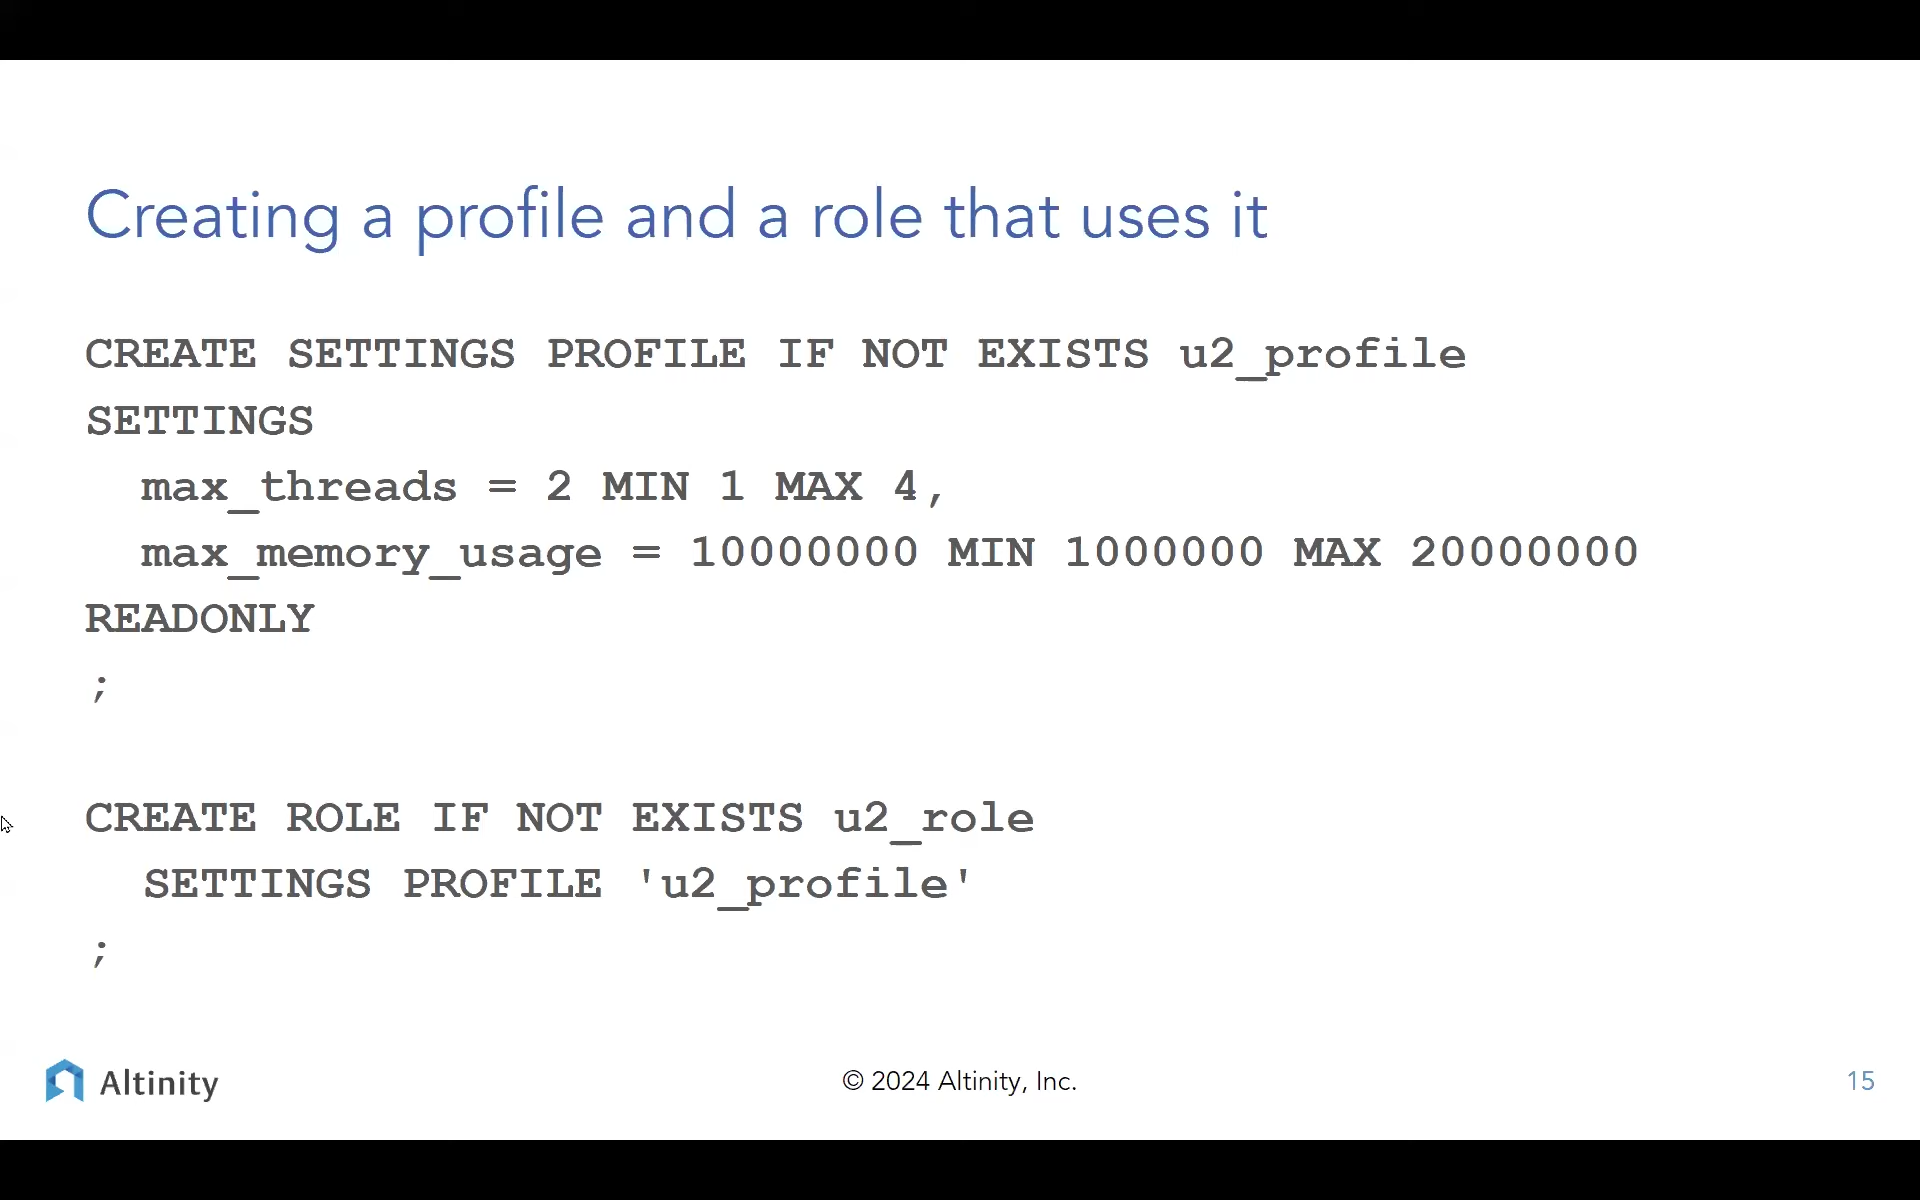 Creating a profile and a role that uses it
CREATE SETTINGS PROFILE IF NOT EXISTS u2_profile
SETTINGS
  max_threads = 2 MIN 1 MAX 4,
  max_memory_usage = 10000000 MIN 1000000 MAX 20000000
READONLY
;
CREATE ROLE IF NOT EXISTS u2_role
  SETTINGS PROFILE 'u2_profile'
;
Altinity
© 2024 Altinity, Inc.
15